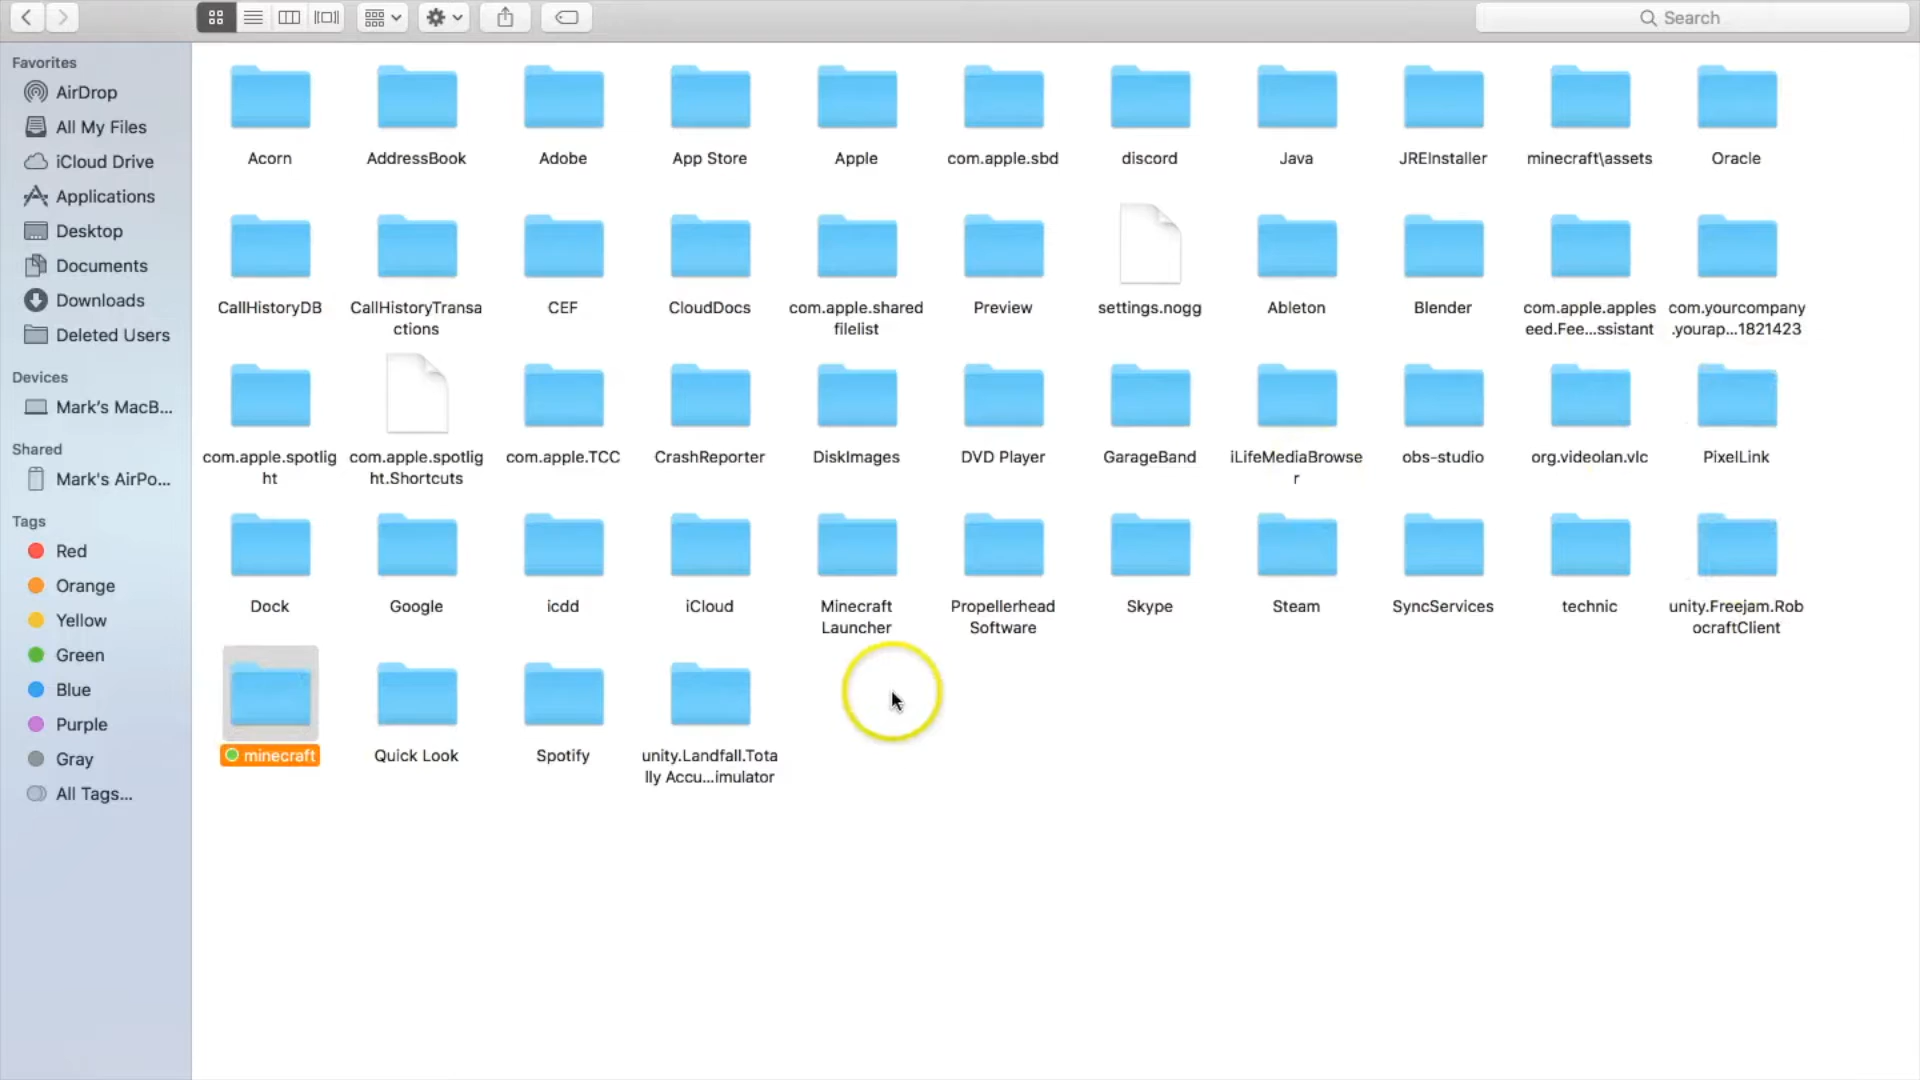 Search
Favorites
AirDrop
All My Files
iCloud Drive
Applications
Desktop
Documents
Downloads
Deleted Users
Devices
Mark's MacB...
Shared
Mark's AirPo...
Tags
Red
Orange
Yellow
Green
Blue
Purple
Gray
All Tags...
Acorn
AddressBook
Adobe
App Store
Apple
com.apple.sbd
discord
Java
JREInstaller
minecraft\assets
Oracle
CallHistoryDB
CallHistoryTransa
ctions
CEF
CloudDocs
com.apple.shared
filelist
Preview
settings.nogg
Ableton
Blender
com.apple.apples
eed.Fee...ssistant
com.yourcompany
.yourap...1821423
com.apple.spotlig
ht
com.apple.spotlig
ht.Shortcuts
com.apple.TCC
CrashReporter
DiskImages
DVD Player
GarageBand
iLifeMediaBrowse
r
obs-studio
org.videolan.vlc
PixelLink
Dock
Google
icdd
iCloud
Minecraft
Launcher
Propellerhead
Software
Skype
Steam
SyncServices
technic
unity.Freejam.Rob
ocraftClient
minecraft
Quick Look
Spotify
unity.Landfall.Tota
lly Accu...imulator